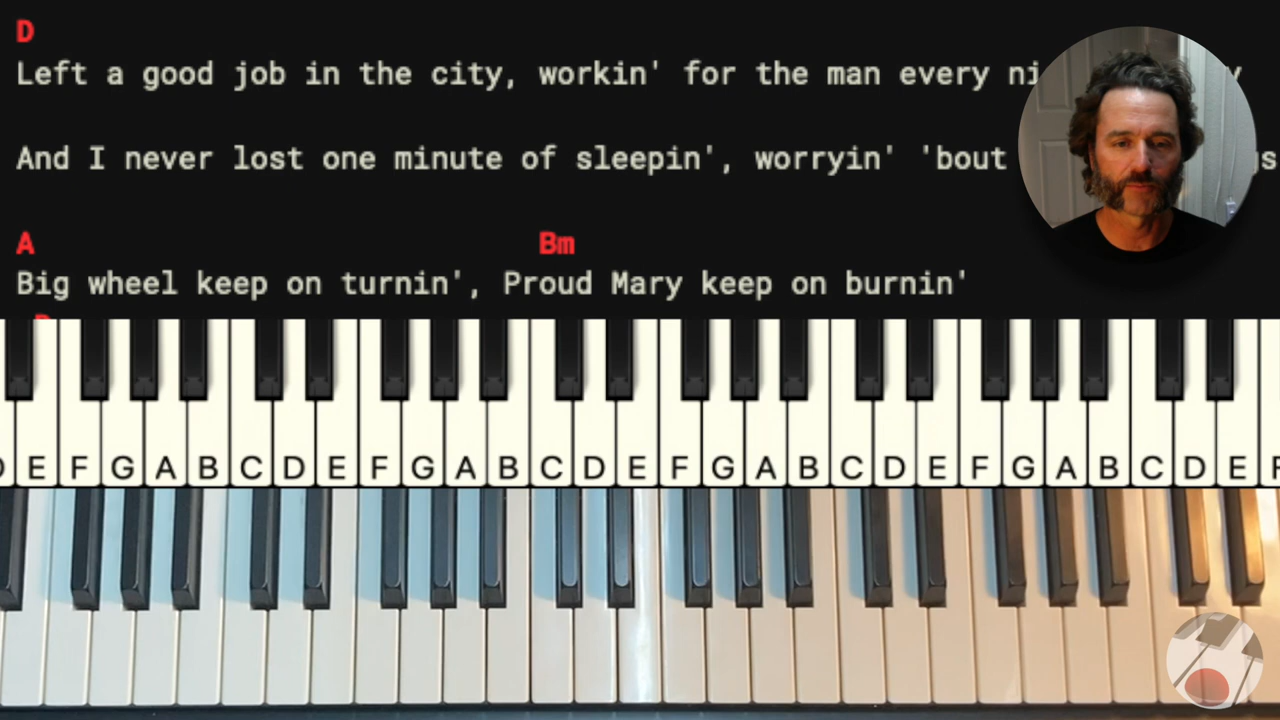 D
Left a good job in the city, workin' for the man every
And I never lost one minute of sleepin', worryin' 'bout
A Bm
Big wheel keep on turnin', Proud Mary keep on burnin'
E F G A B C D E F G A B C D E F G A B C D E F G A B C D E